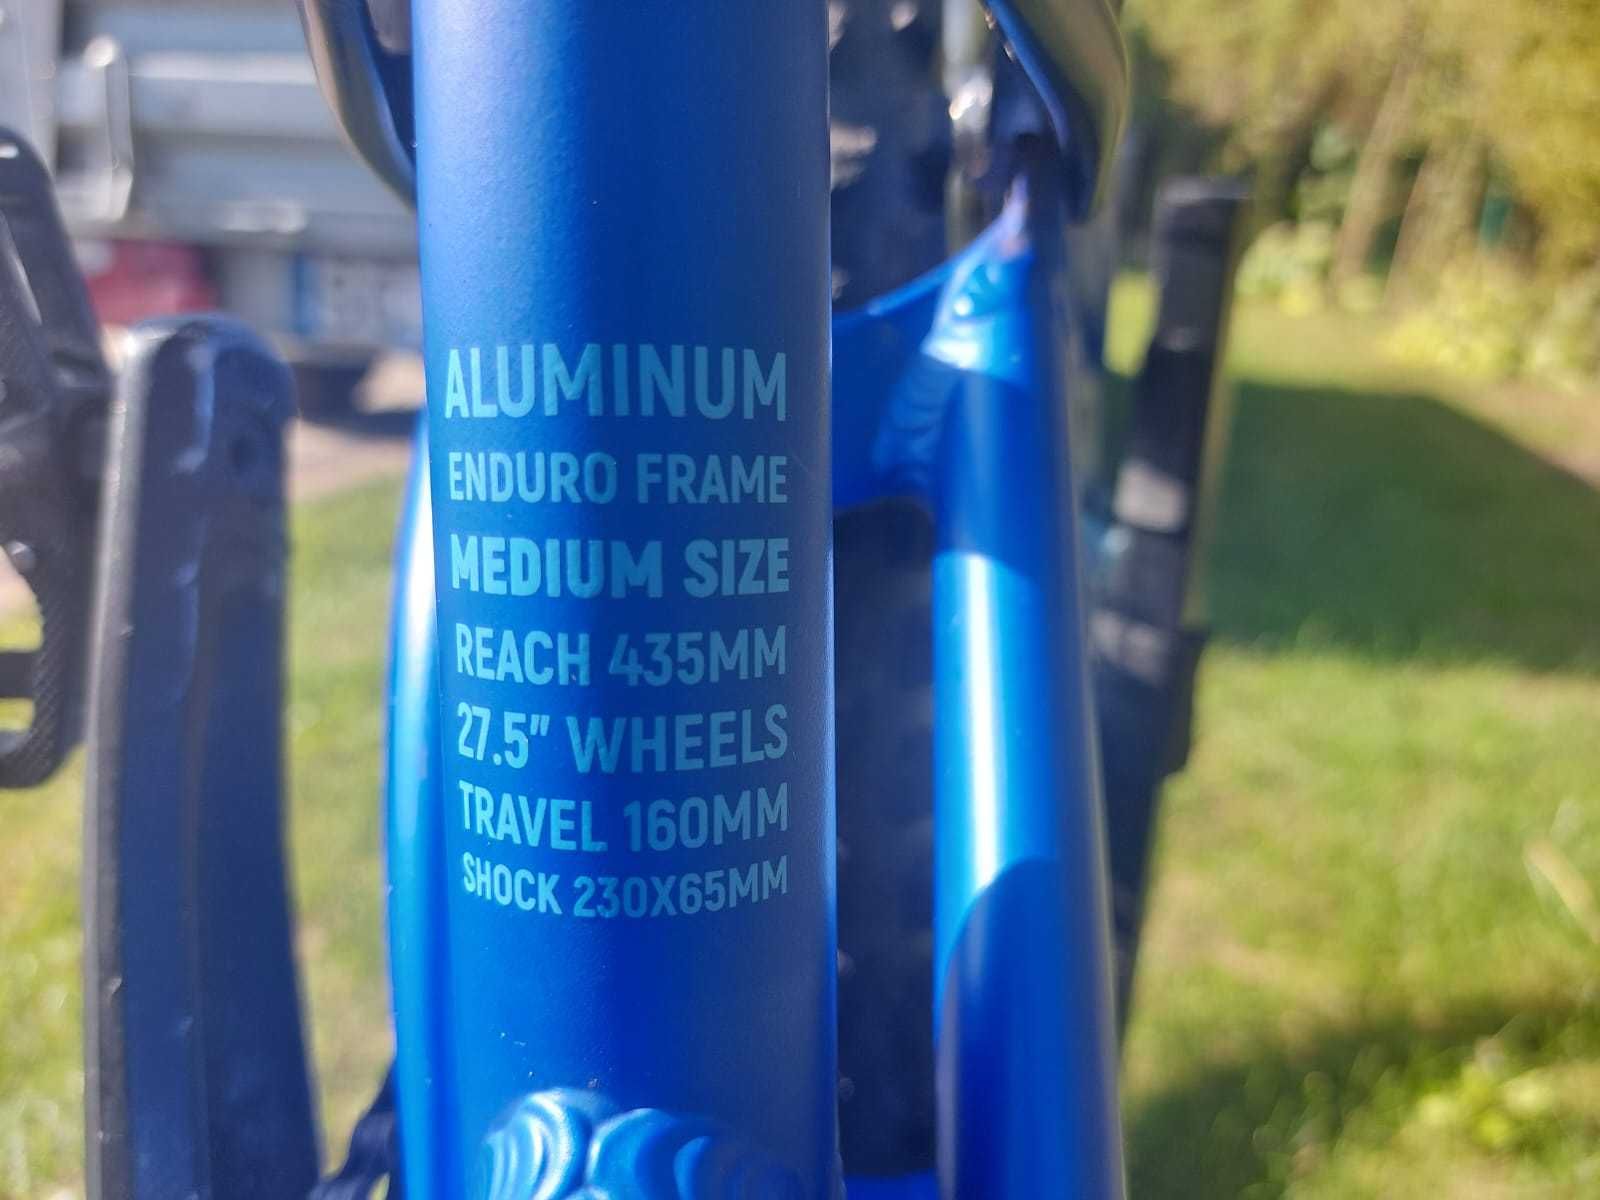 ALUMINUM
ENDURO FRAME
MEDIUM SIZE
REACH 435MM
27.5" WHEELS
TRAVEL 160MM
SHOCK 230X65MM